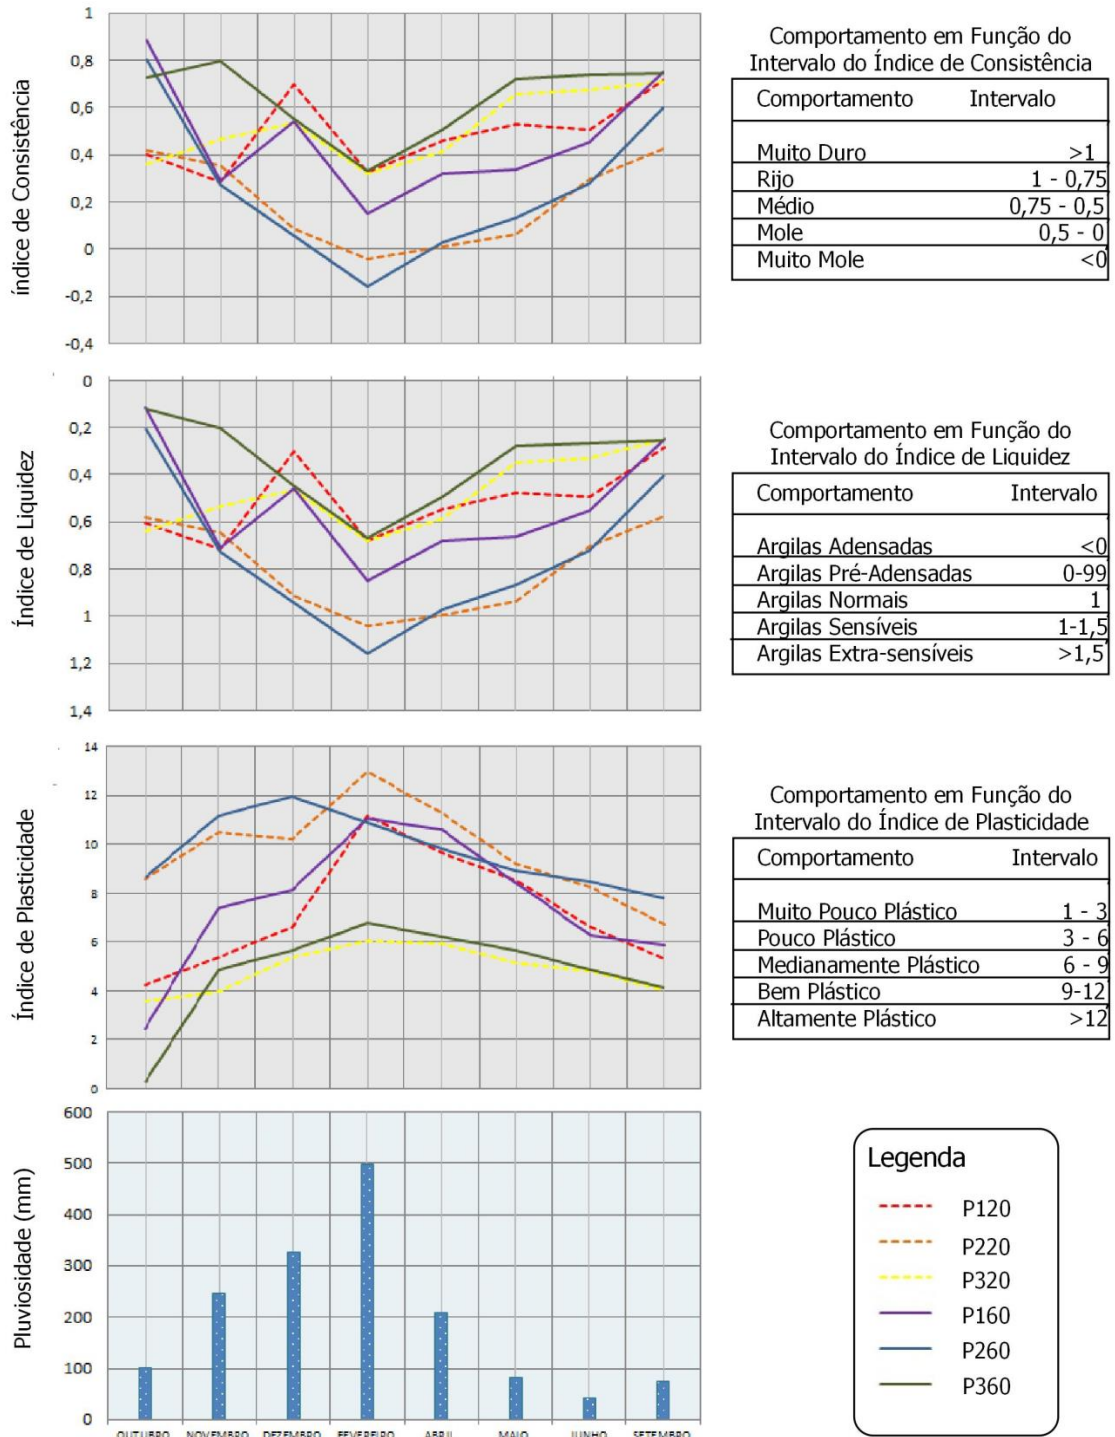 1
0,8
0,6
0,4
0,2
0
-0,2
-0,4
índice de Consistência
Comportamento em Função do
Intervalo do Índice de Consistência
Comportamento Intervalo
Muito Duro >1
Rijo 1 - 0,75
Médio 0,75 - 0,5
Mole 0,5 - 0
Muito Mole <0
0
0,2
0,4
0,6
0,8
1
1,2
1,4
Índice de Liquidez
Comportamento em Função do
Intervalo do Índice de Liquidez
Comportamento Intervalo
Argilas Adensadas <0
Argilas Pré-Adensadas 0-99
Argilas Normais 1
Argilas Sensíveis 1-1,5
Argilas Extra-sensíveis >1,5
14
12
10
8
6
4
2
0
Índice de Plasticidade
Comportamento em Função do
Intervalo do Índice de Plasticidade
Comportamento Intervalo
Muito Pouco Plástico 1 - 3
Pouco Plástico 3 - 6
Medianamente Plástico 6 - 9
Bem Plástico 9-12
Altamente Plástico >12
600
500
400
300
200
100
0
Pluviosidade (mm)
OUTUBRO NOVEMBRO DEZEMBRO FEVEREIRO ABRIL MAIO JUNHO SETEMBRO
Legenda
P120
P220
P320
P160
P260
P360